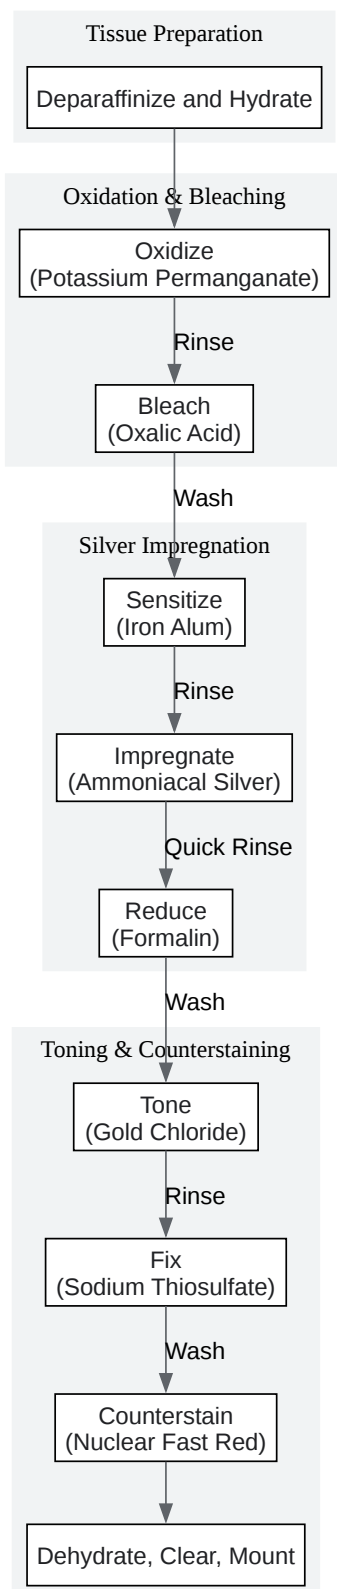 Tissue Preparation
Deparaffinize and Hydrate
Oxidation & Bleaching
Oxidize
(Potassium Permanganate)
Rinse
Bleach
(Oxalic Acid)
Wash
Silver Impregnation
Sensitize
(Iron Alum)
Rinse
Impregnate
(Ammoniacal Silver)
Quick Rinse
Reduce
(Formalin)
Wash
Toning & Counterstaining
Tone
(Gold Chloride)
Rinse
Fix
(Sodium Thiosulfate)
Wash
Counterstain
(Nuclear Fast Red)
Dehydrate, Clear, Mount